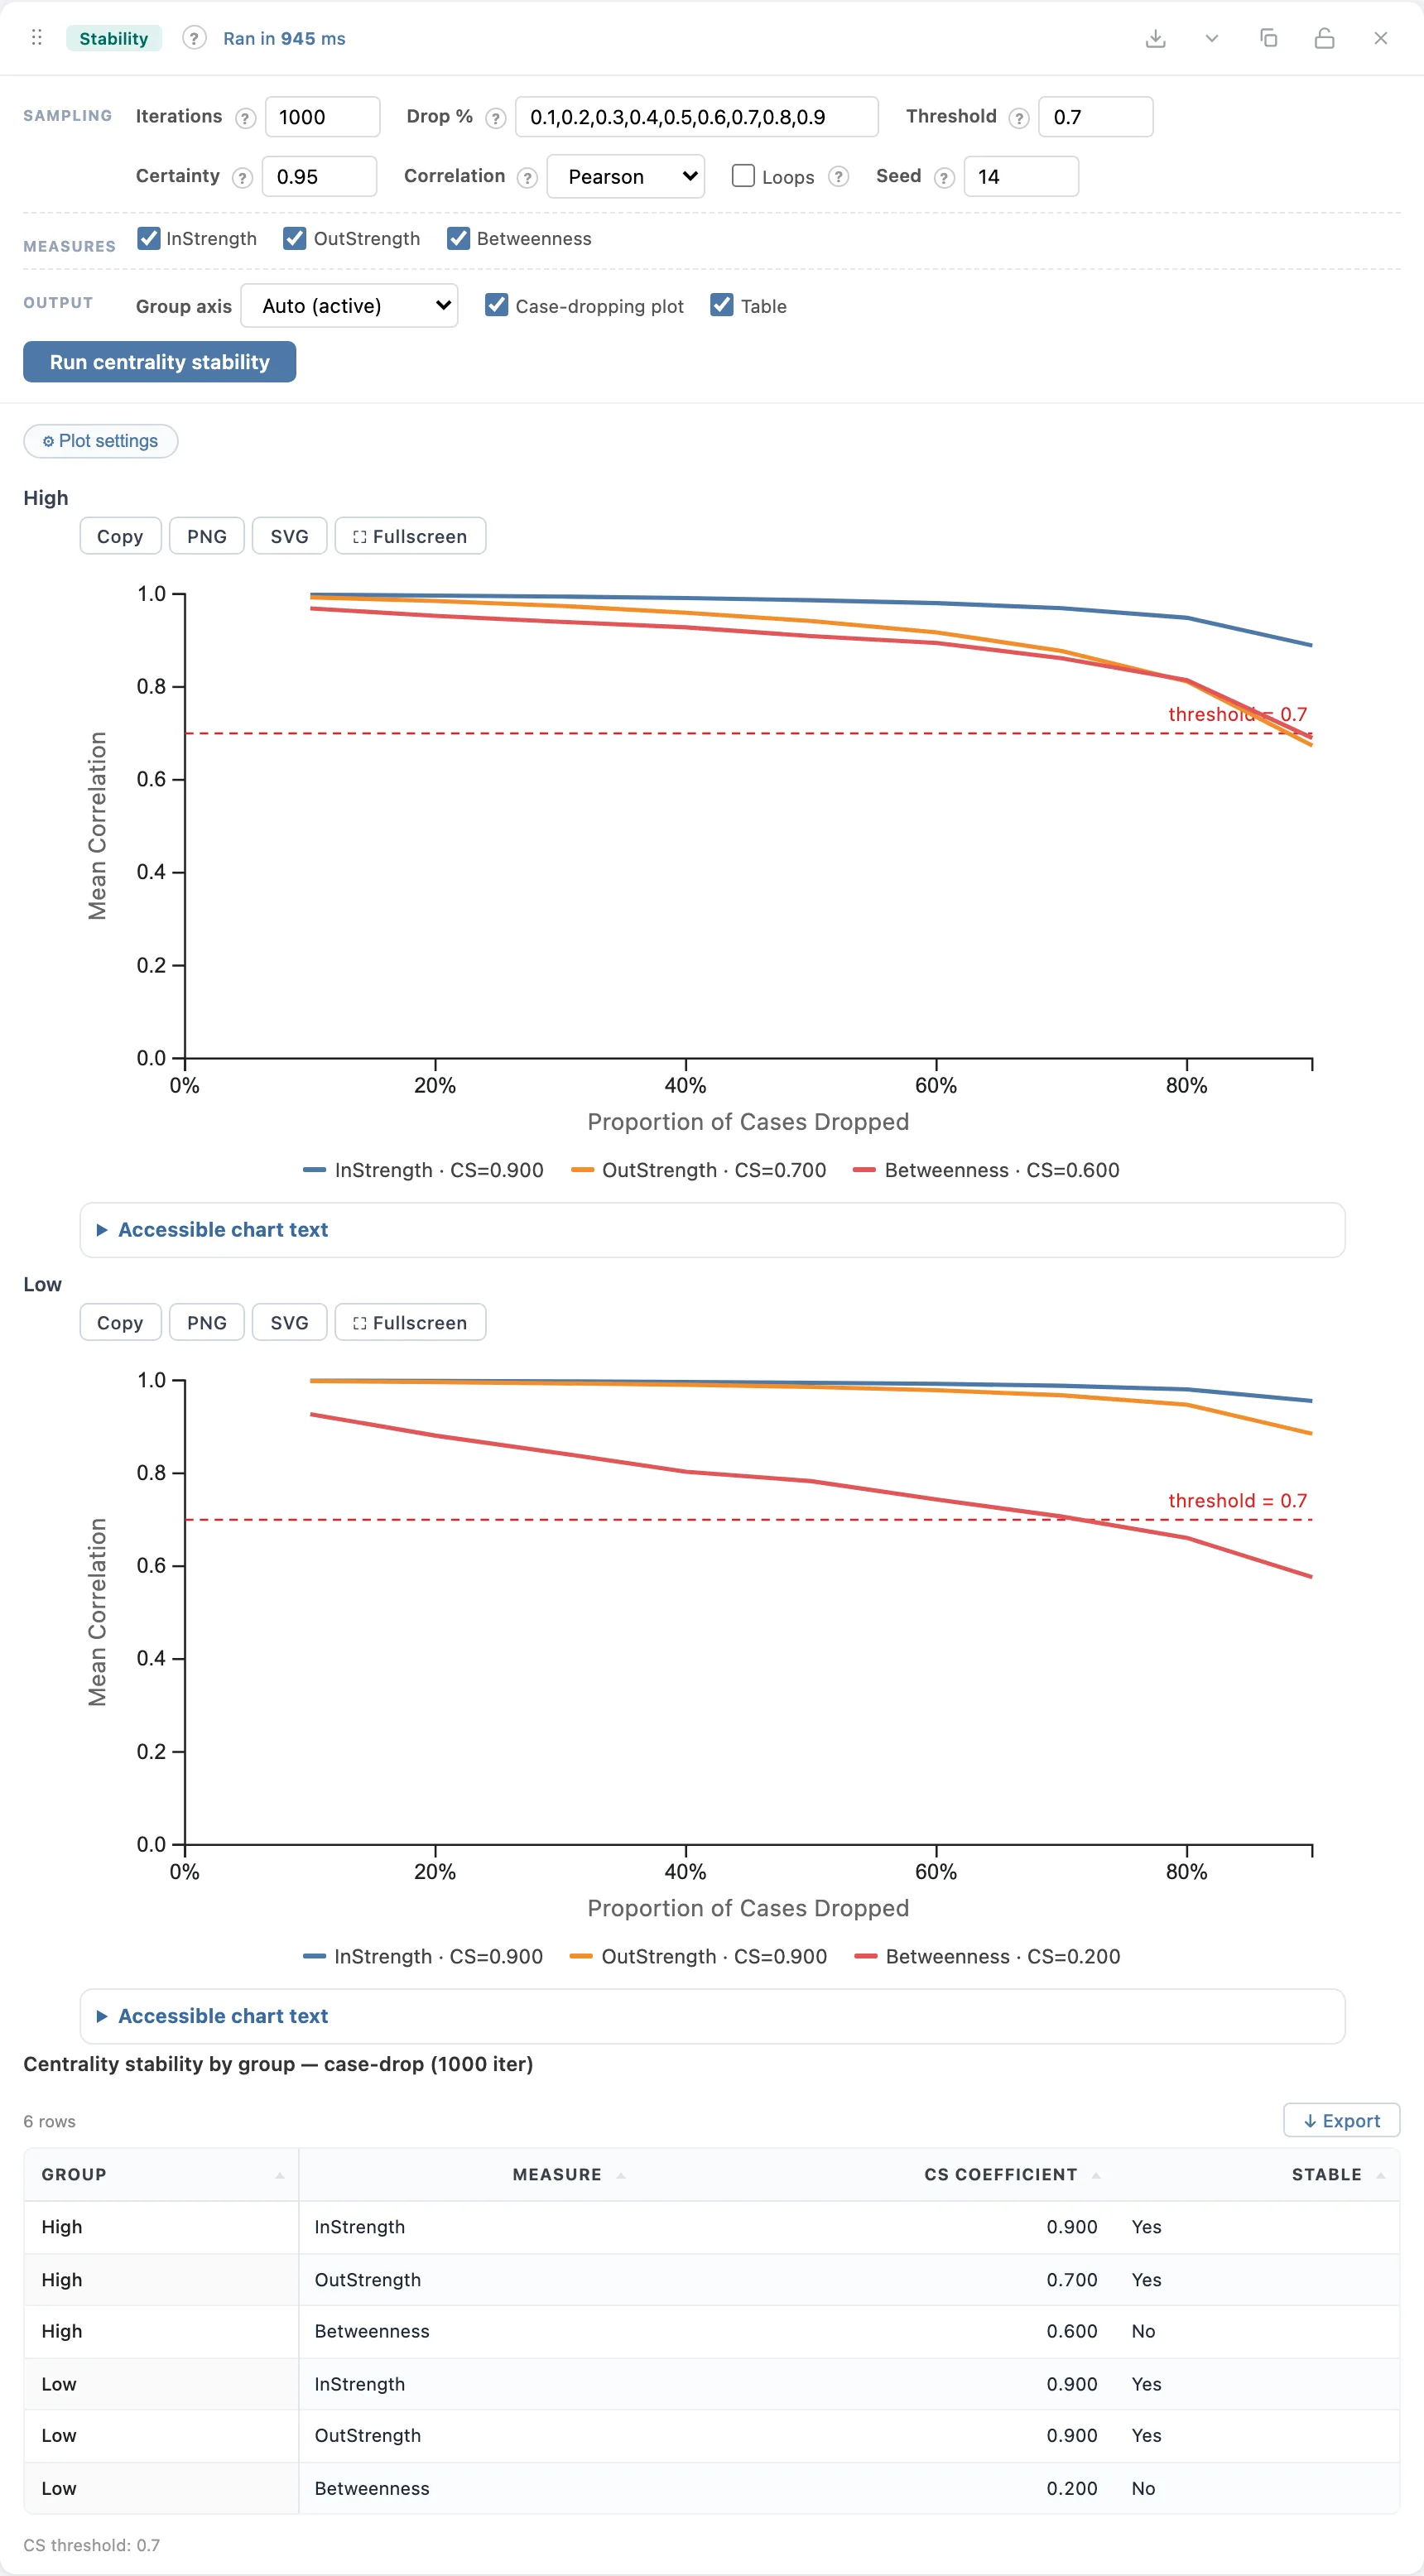 Stability ? Ran in 945 ms
SAMPLING Iterations ? 1000 Drop % ? 0.1,0.2,0.3,0.4,0.5,0.6,0.7,0.8,0.9 Threshold ? 0.7
Certainty ? 0.95 Correlation ? Pearson Loops ? Seed ? 14
MEASURES InStrength OutStrength Betweenness
OUTPUT Group axis Auto (active) Case-dropping plot Table
Run centrality stability
Plot settings
High
Copy PNG SVG Fullscreen
1.0
0.8
threshold = 0.7
0.6
Mean Correlation
0.4
0.2
0.0
0% 20% 40% 60% 80%
Proportion of Cases Dropped
InStrength · CS=0.900 OutStrength · CS=0.700 Betweenness · CS=0.600
Accessible chart text
Low
Copy PNG SVG Fullscreen
1.0
0.8
threshold = 0.7
0.6
Mean Correlation
0.4
0.2
0.0
0% 20% 40% 60% 80%
Proportion of Cases Dropped
InStrength · CS=0.900 OutStrength · CS=0.900 Betweenness · CS=0.200
Accessible chart text
Centrality stability by group — case-drop (1000 iter)
6 rows ↓ Export
GROUP MEASURE CS COEFFICIENT STABLE
High InStrength 0.900 Yes
High OutStrength 0.700 Yes
High Betweenness 0.600 No
Low InStrength 0.900 Yes
Low OutStrength 0.900 Yes
Low Betweenness 0.200 No
CS threshold: 0.7